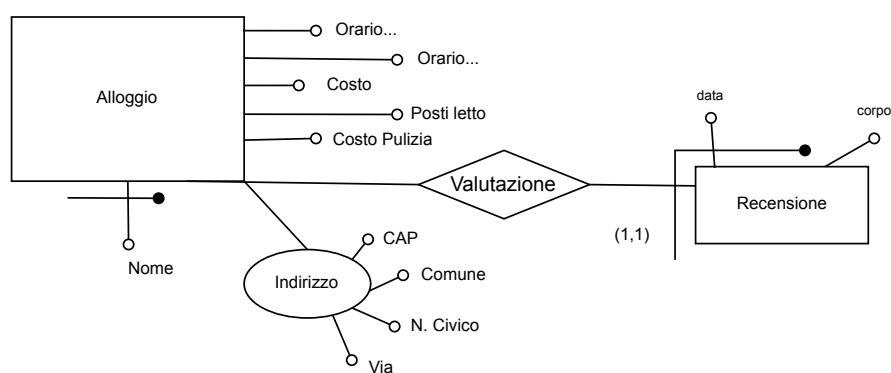 Orario...
Orario...
Costo
Alloggio
Posti letto
Costo Pulizia
data
corpo
Valutazione
Recensione
(1,1)
Nome
CAP
Comune
Indirizzo
N. Civico
Via